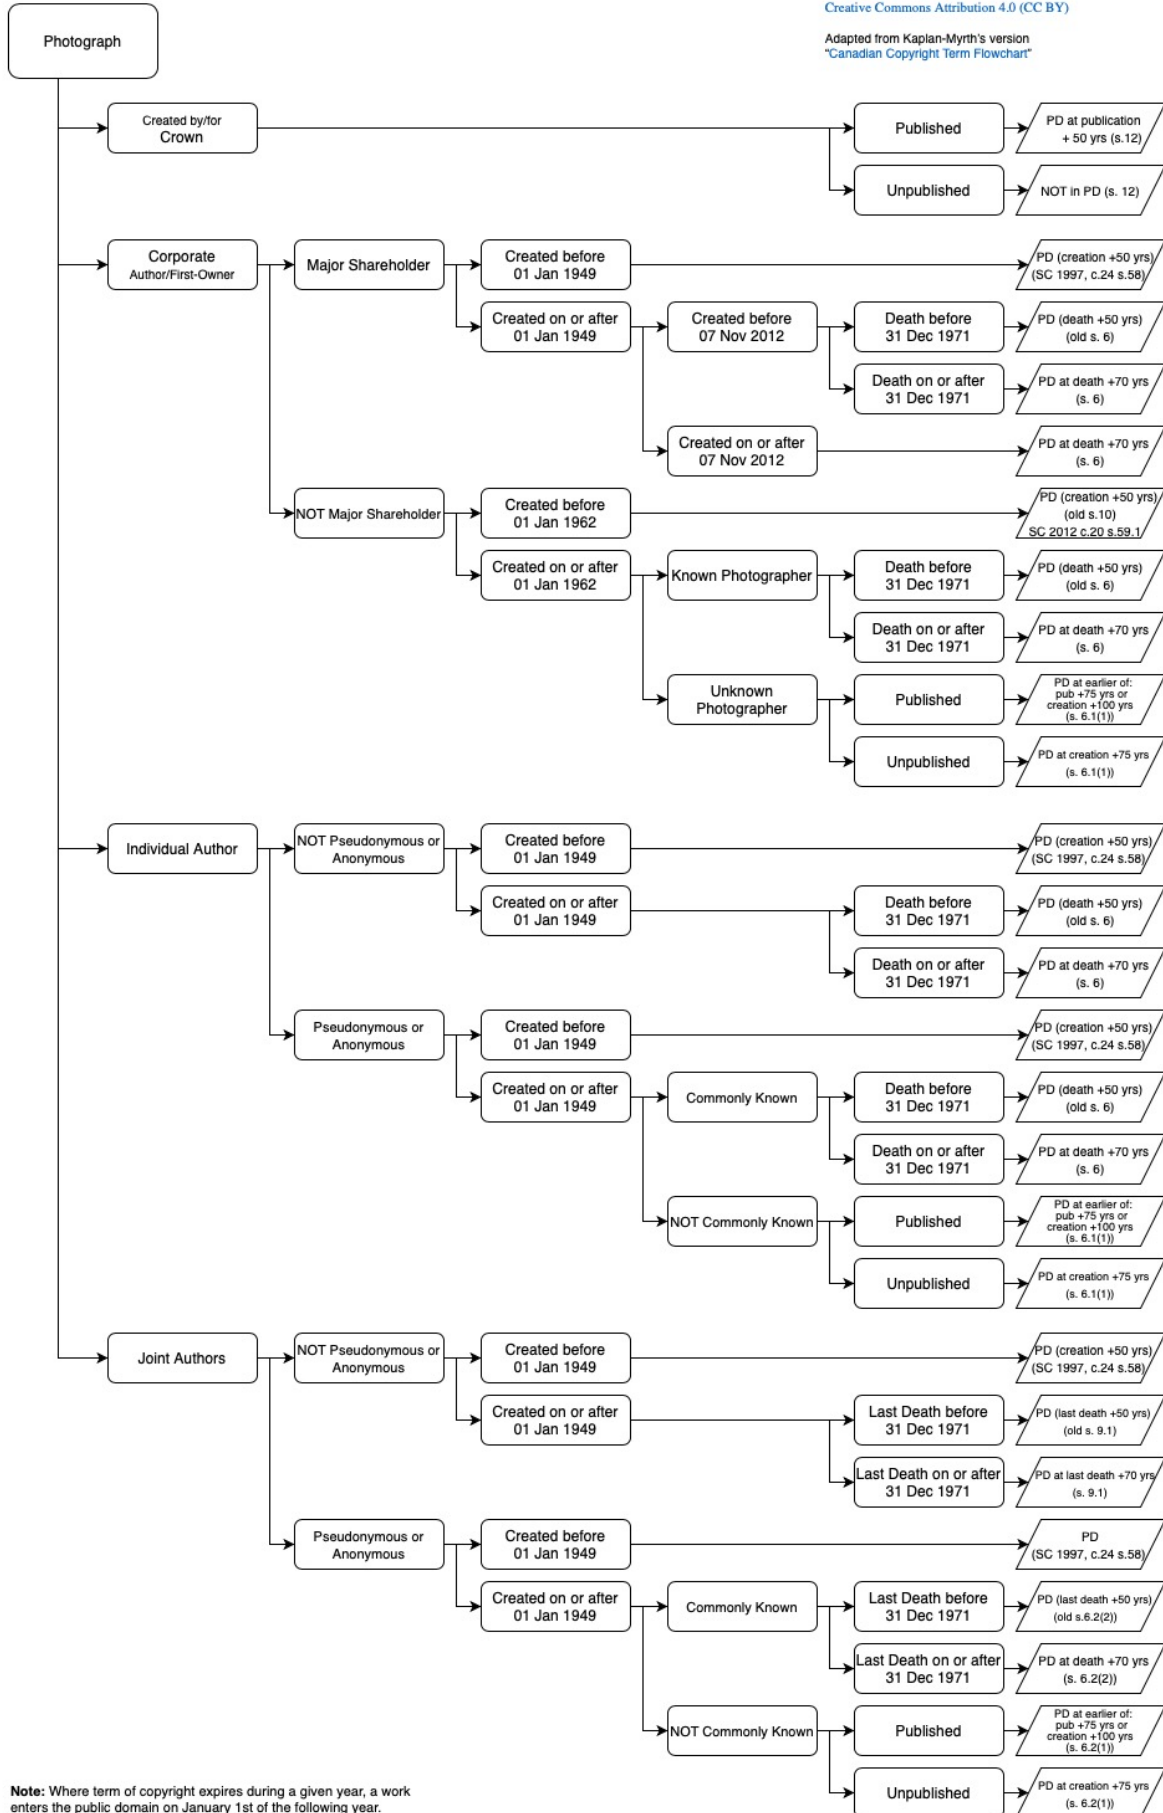 Creative Commons Attribution 4.0 (CC BY)
Adapted from Kaplan-Myrth's version
"Canadian Copyright Term Flowchart"
Photograph
Created by/for
Crown
Published
PD at publication
+ 50 yrs (s.12)
Unpublished
NOT in PD (s. 12)
Corporate
Author/First-Owner
Major Shareholder
Created before
01 Jan 1949
PD (creation +50 yrs)
(SC 1997, c.24 s.58)
Created on or after
01 Jan 1949
Created before
07 Nov 2012
Death before
31 Dec 1971
PD (death +50 yrs)
(old s. 6)
Death on or after
31 Dec 1971
PD at death +70 yrs
(s. 6)
Created on or after
07 Nov 2012
PD at death +70 yrs
(s. 6)
NOT Major Shareholder
Created before
01 Jan 1962
PD (creation +50 yrs)
(old s.10)
SC 2012 c.20 s.59.1
Created on or after
01 Jan 1962
Known Photographer
Death before
31 Dec 1971
PD (death +50 yrs)
(old s. 6)
Death on or after
31 Dec 1971
PD at death +70 yrs
(s. 6)
Unknown
Photographer
Published
PD at earlier of:
pub +75 yrs or
creation +100 yrs
(s. 6.1(1))
Unpublished
PD at creation +75 yrs
(s. 6.1(1))
Individual Author
NOT Pseudonymous or
Anonymous
Created before
01 Jan 1949
PD (creation +50 yrs)
(SC 1997, c.24 s.58)
Created on or after
01 Jan 1949
Death before
31 Dec 1971
PD (death +50 yrs)
(old s. 6)
Death on or after
31 Dec 1971
PD at death +70 yrs
(s. 6)
Pseudonymous or
Anonymous
Created before
01 Jan 1949
PD (creation +50 yrs)
(SC 1997, c.24 s.58)
Created on or after
01 Jan 1949
Commonly Known
Death before
31 Dec 1971
PD (death +50 yrs)
(old s. 6)
Death on or after
31 Dec 1971
PD at death +70 yrs
(s. 6)
NOT Commonly Known
Published
PD at earlier of:
pub +75 yrs or
creation +100 yrs
(s. 6.1(1))
Unpublished
PD at creation +75 yrs
(s. 6.1(1))
Joint Authors
NOT Pseudonymous or
Anonymous
Created before
01 Jan 1949
PD (creation +50 yrs)
(SC 1997, c.24 s.58)
Created on or after
01 Jan 1949
Last Death before
31 Dec 1971
PD (last death +50 yrs)
(old s. 9.1)
Last Death on or after
31 Dec 1971
PD at last death +70 yrs
(s. 9.1)
Pseudonymous or
Anonymous
Created before
01 Jan 1949
PD
(SC 1997, c.24 s.58)
Created on or after
01 Jan 1949
Commonly Known
Last Death before
31 Dec 1971
PD (last death +50 yrs)
(old s.6.2(2))
Last Death on or after
31 Dec 1971
PD at death +70 yrs
(s. 6.2(2))
NOT Commonly Known
Published
PD at earlier of:
pub +75 yrs or
creation +100 yrs
(s. 6.2(1))
Unpublished
PD at creation +75 yrs
(s. 6.2(1))
Note: Where term of copyright expires during a given year, a work
enters the public domain on January 1st of the following year.